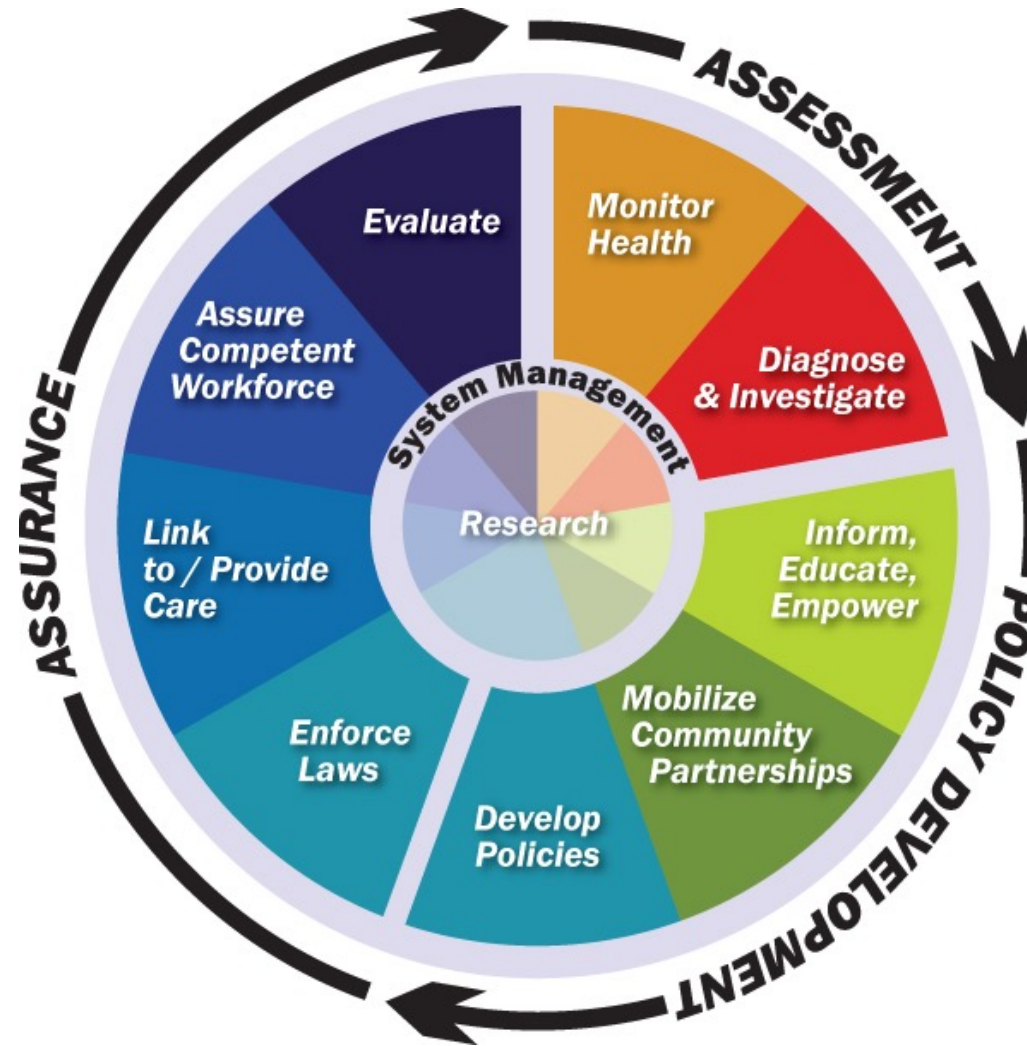 ASSESSMENT
Monitor
Health
Diagnose
& Investigate
POLICY DEVELOPMENT
Inform,
Educate,
Empower
Mobilize
Community
Partnerships
Develop
Policies
ASSURANCE
Enforce
Laws
Link
to / Provide
Care
Assure
Competent
Workforce
Evaluate
System Management
Research